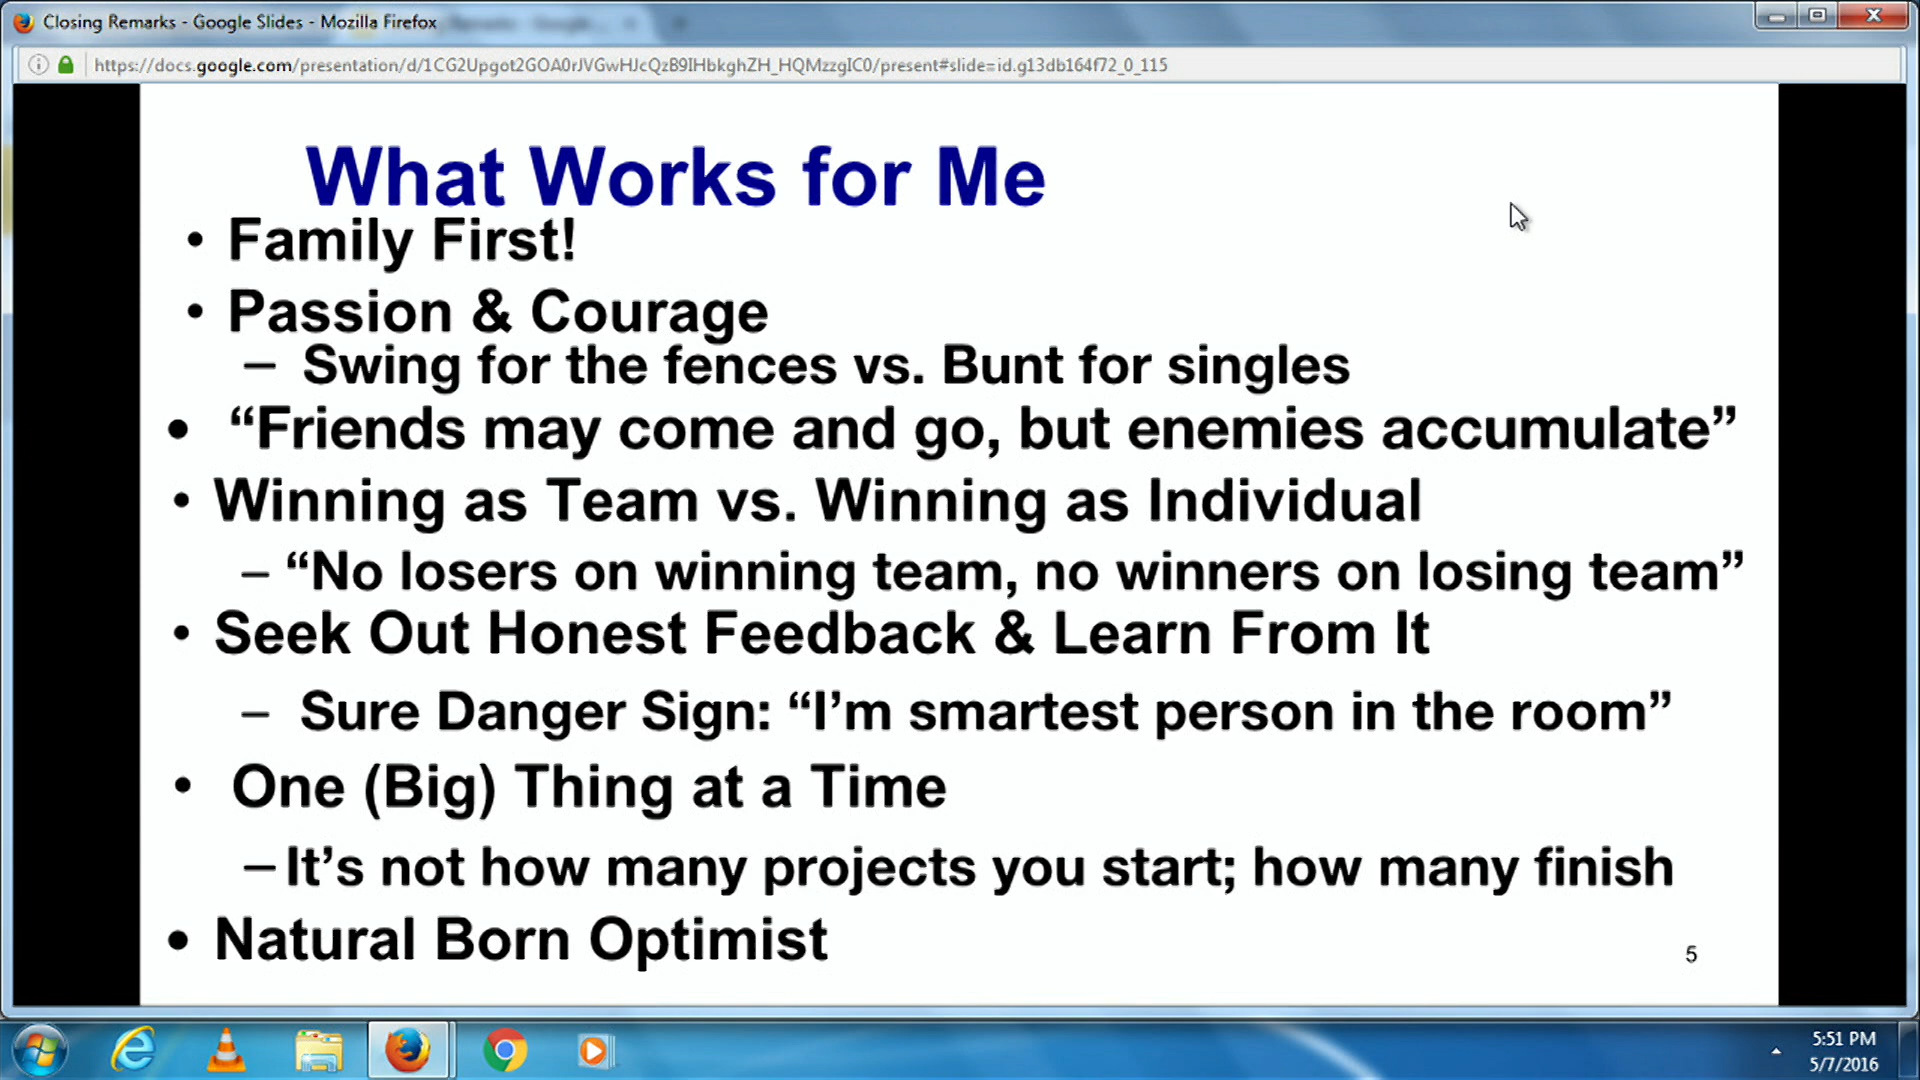 Closing Remarks - Google Slides - Mozilla Firefox
https://docs.google.com/presentation/d/1CG2Upgot2GOA0rJVGwHJcQzB9IHbkghZH_HQMzzgIC0/present#slide=id.g13db164f72_0_115
What Works for Me
• Family First!
• Passion & Courage
– Swing for the fences vs. Bunt for singles
• “Friends may come and go, but enemies accumulate”
• Winning as Team vs. Winning as Individual
– “No losers on winning team, no winners on losing team”
• Seek Out Honest Feedback & Learn From It
– Sure Danger Sign: “I’m smartest person in the room”
• One (Big) Thing at a Time
– It’s not how many projects you start; how many finish
• Natural Born Optimist
5
5:51 PM
5/7/2016